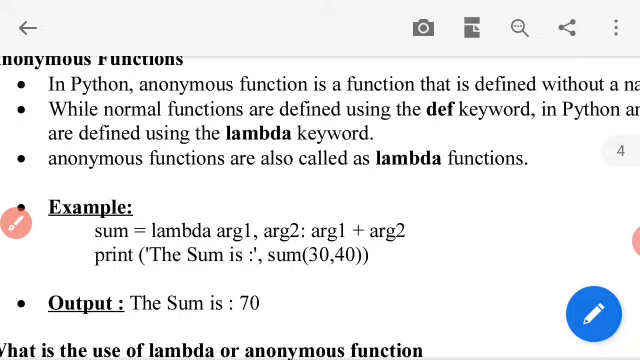 nonymous Functions
• In Python, anonymous function is a function that is defined without a na
• While normal functions are defined using the def keyword, in Python an
are defined using the lambda keyword.
4
• anonymous functions are also called as lambda functions.
• Example:
sum = lambda arg1, arg2: arg1 + arg2
print ('The Sum is :', sum(30,40))
• Output : The Sum is : 70
What is the use of lambda or anonymous function